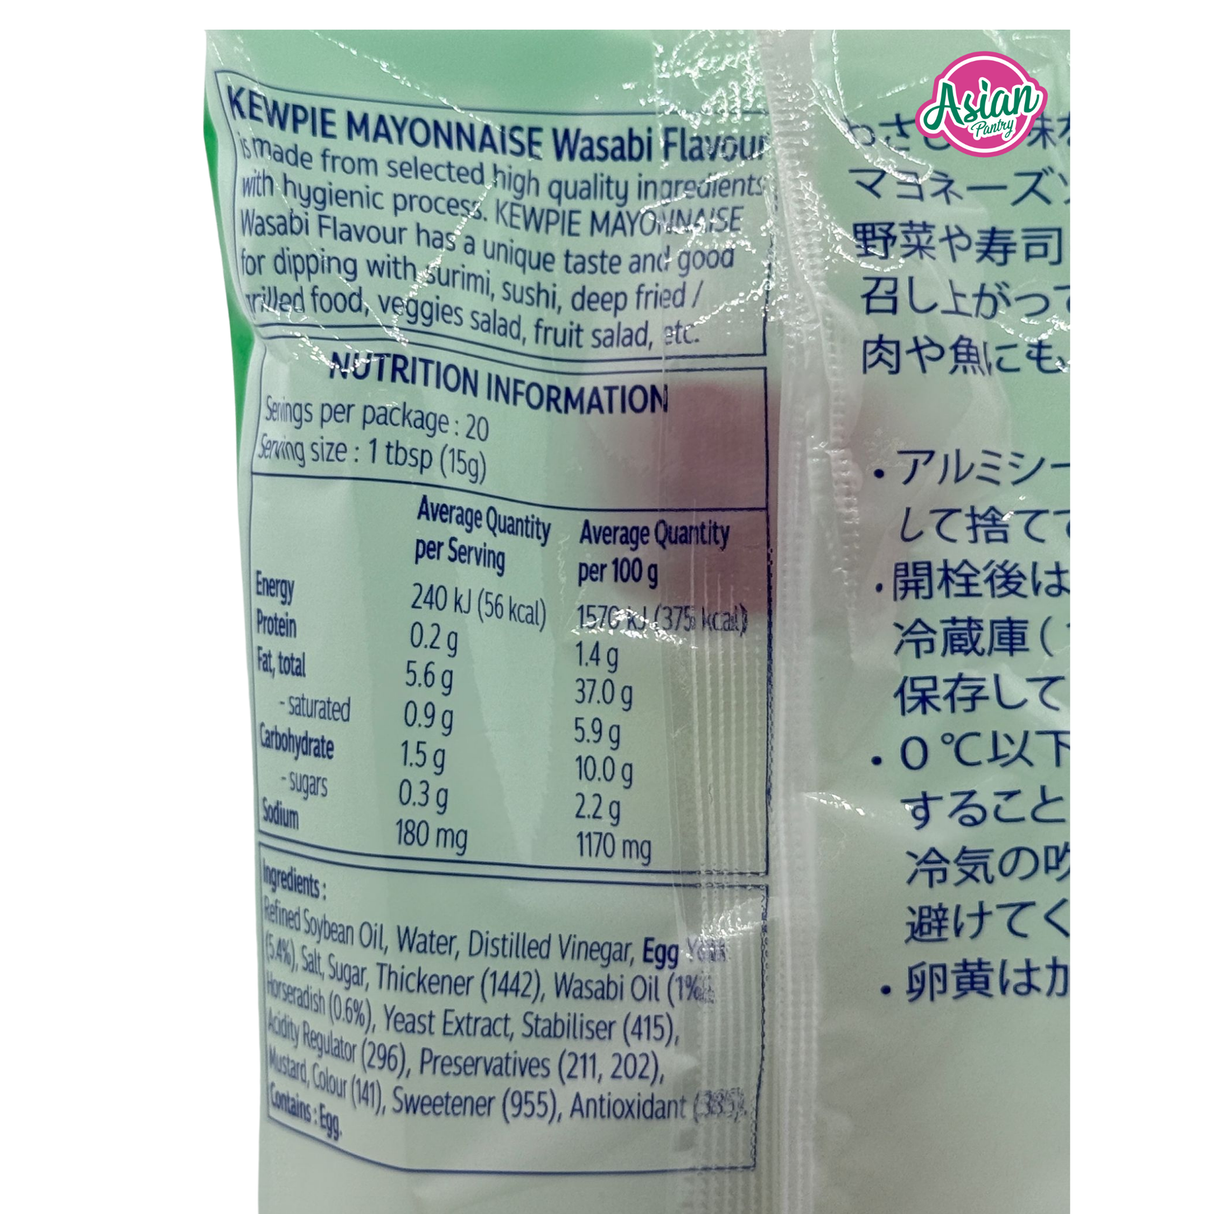 Asian
Pantry
KEWPIE MAYONNAISE Wasabi Flavour
is made from selected high quality ingredients
with hygienic process. KEWPIE MAYONNAISE
Wasabi Flavour has a unique taste and good
for dipping with surimi, sushi, deep fried /
grilled food, veggies salad, fruit salad, etc.
NUTRITION INFORMATION
Servings per package : 20
Serving size : 1 tbsp (15g)
Average Quantity per Serving Average Quantity per 100 g
Energy 240 kJ (56 kcal) 1570 kJ (375 kcal)
Protein 0.2 g 1.4 g
Fat, total 5.6 g 37.0 g
- saturated 0.9 g 5.9 g
Carbohydrate 1.5 g 10.0 g
- sugars 0.3 g 2.2 g
Sodium 180 mg 1170 mg
Ingredients :
Refined Soybean Oil, Water, Distilled Vinegar, Egg Yolk
(5.4%), Salt, Sugar, Thickener (1442), Wasabi Oil (1%),
Horseradish (0.6%), Yeast Extract, Stabiliser (415),
Acidity Regulator (296), Preservatives (211, 202),
Mustard, Colour (141), Sweetener (955), Antioxidant (385).
Contains : Egg.
マヨネーズソ
野菜や寿司
召し上がって
肉や魚にも、
・アルミシー
して捨てて
・開栓後は
冷蔵庫(
保存して
・0℃以下
すること
冷気の吹
避けてく
・卵黄は加